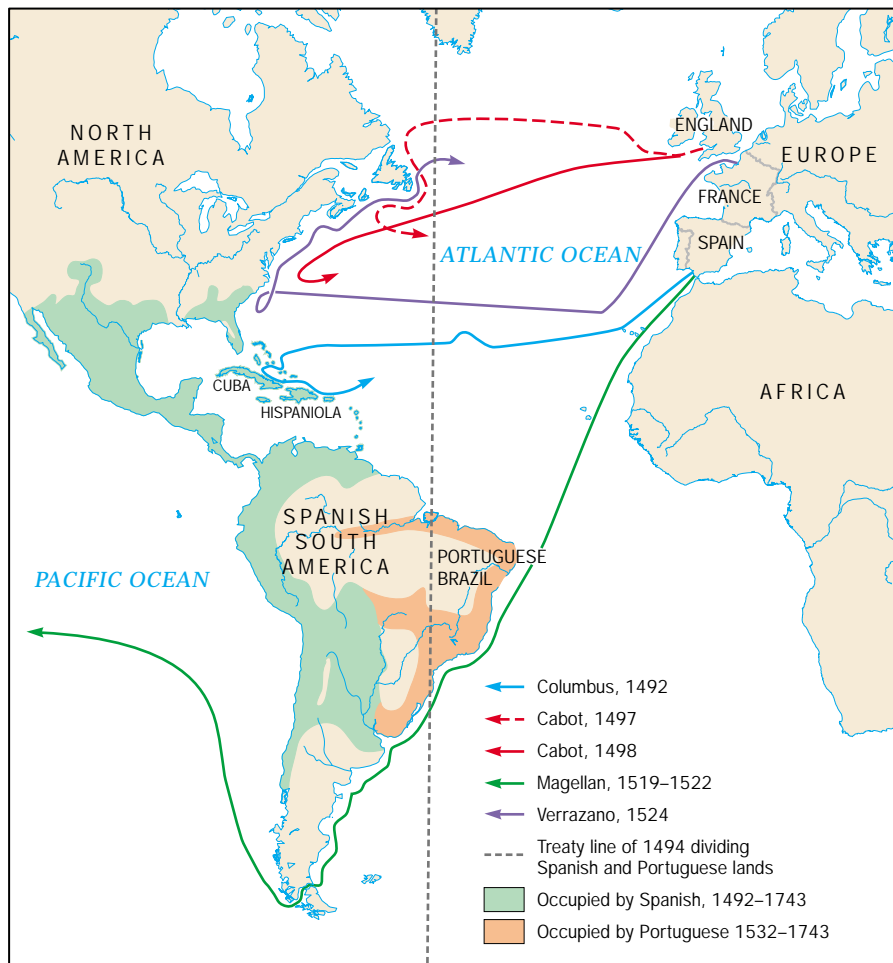 NORTH
AMERICA
ENGLAND
EUROPE
FRANCE
SPAIN
ATLANTIC OCEAN
CUBA
HISPANIOLA
AFRICA
SPANISH
SOUTH
AMERICA
PORTUGUESE
BRAZIL
PACIFIC OCEAN
Columbus, 1492
Cabot, 1497
Cabot, 1498
Magellan, 1519–1522
Verrazano, 1524
Treaty line of 1494 dividing
Spanish and Portuguese lands
Occupied by Spanish, 1492–1743
Occupied by Portuguese 1532–1743